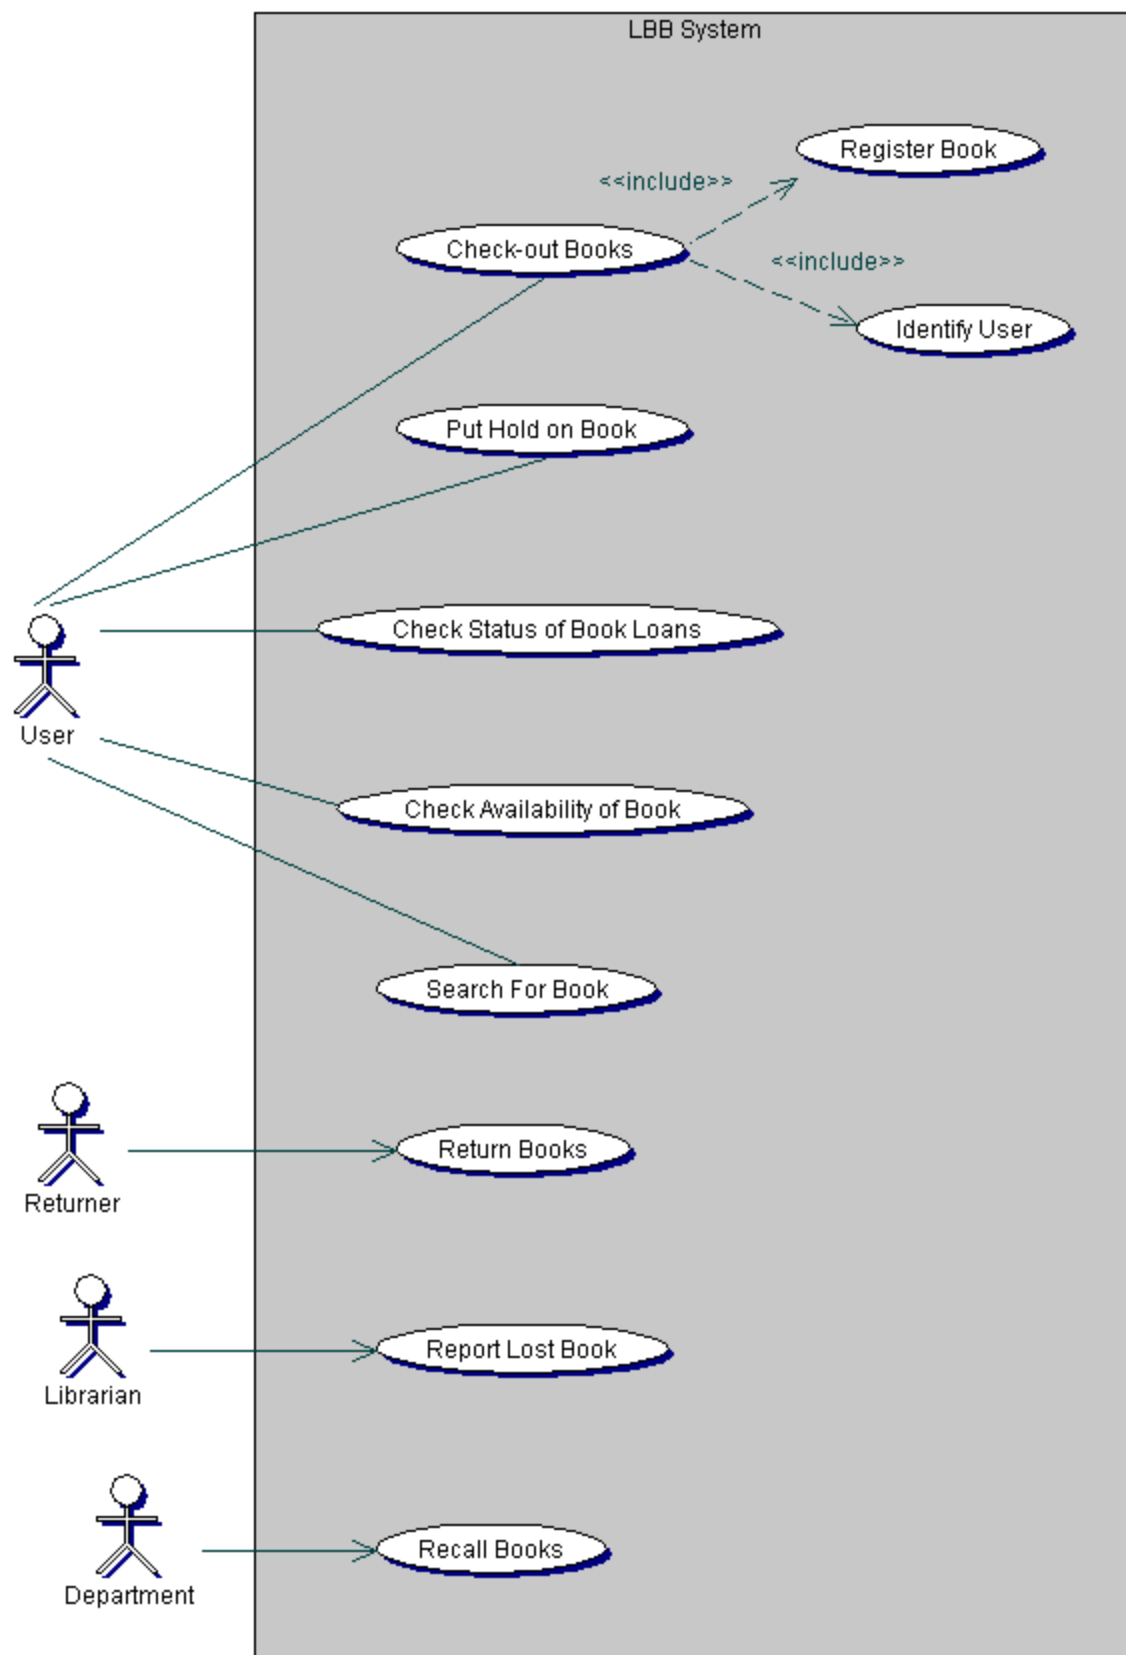 LBB System
Register Book
<<include>>
Check-out Books
<<include>>
Identify User
Put Hold on Book
Check Status of Book Loans
User
Check Availability of Book
Search For Book
Return Books
Returner
Report Lost Book
Librarian
Recall Books
Department